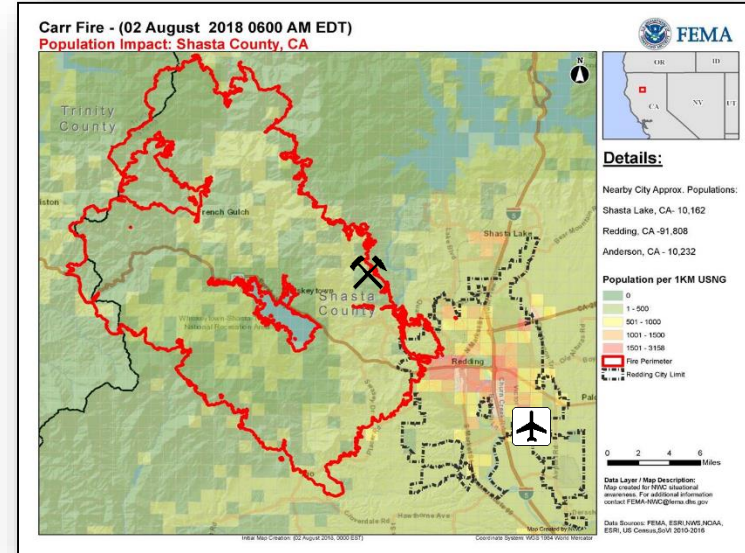 Carr Fire - (02 August 2018 0600 AM EDT)
Population Impact: Shasta County, CA
FEMA
OR
ID
CA
NV
UT
N
Trinity
County
French Gulch
Shasta Lake
Shasta
County
Redding
5
Details:
Nearby City Approx. Populations:
Shasta Lake, CA- 10,162
Redding, CA -91,808
Anderson, CA - 10,232
Population per 1KM USNG
0
1 - 500
501 - 1000
1001 - 1500
1501 - 3158
Fire Perimeter
Redding City Limit
0 2 4 6
Miles
Data Layer / Map Description:
Map created for NWC situational
awareness. For additional information
contact FEMA-NWC@fema.dhs.gov
Data Sources: FEMA, ESRI,NWS,NOAA,
ESRI, US Census,SoVI 2010-2016
Initial Map Creation: (02 August 2018, 0600 EST)
Coordinate System: WGS 1984 World Mercator